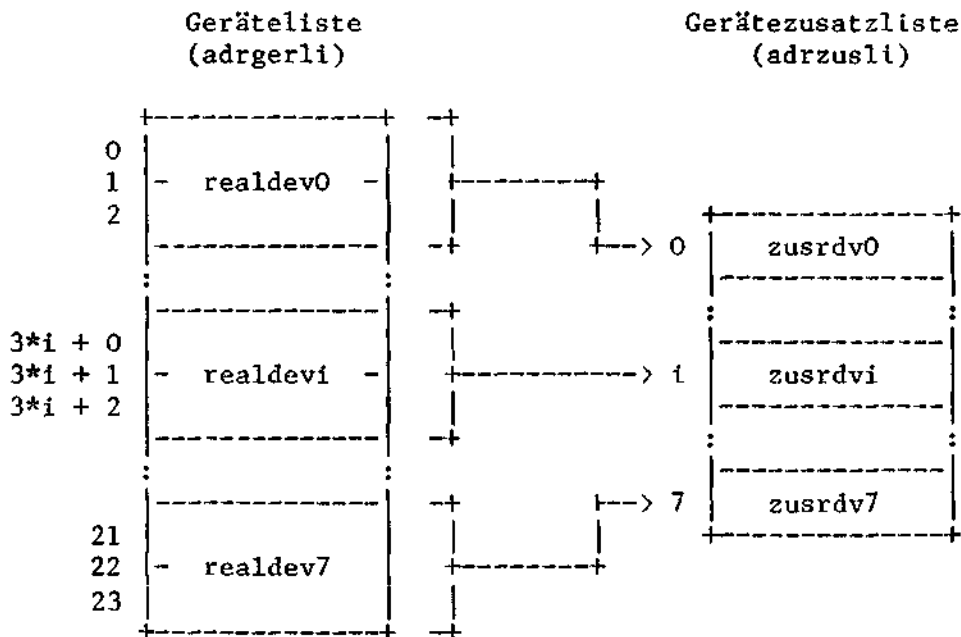 Geräteliste Gerätezusatzliste
(adrgerli) (adrzusli)
0
1 realdev0
2
0 zusrdv0
:
3*i + 0
3*i + 1 realdevi i zusrdvi
3*i + 2
:
7 zusrdv7
21
22 realdev7
23